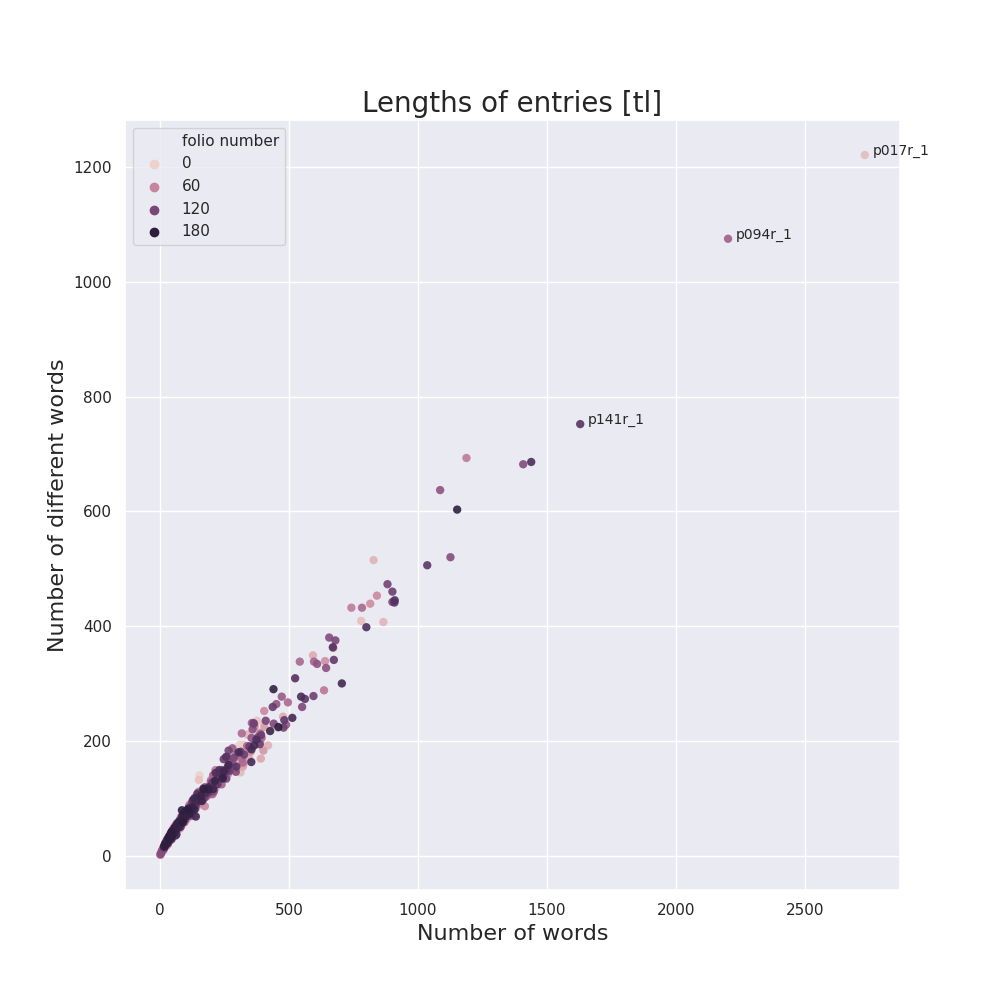 Lengths of entries [tl]
folio number
0
60
120
180
p017r_1
p094r_1
p141r_1
Number of different words
1200
1000
800
600
400
200
0
0 500 1000 1500 2000 2500
Number of words